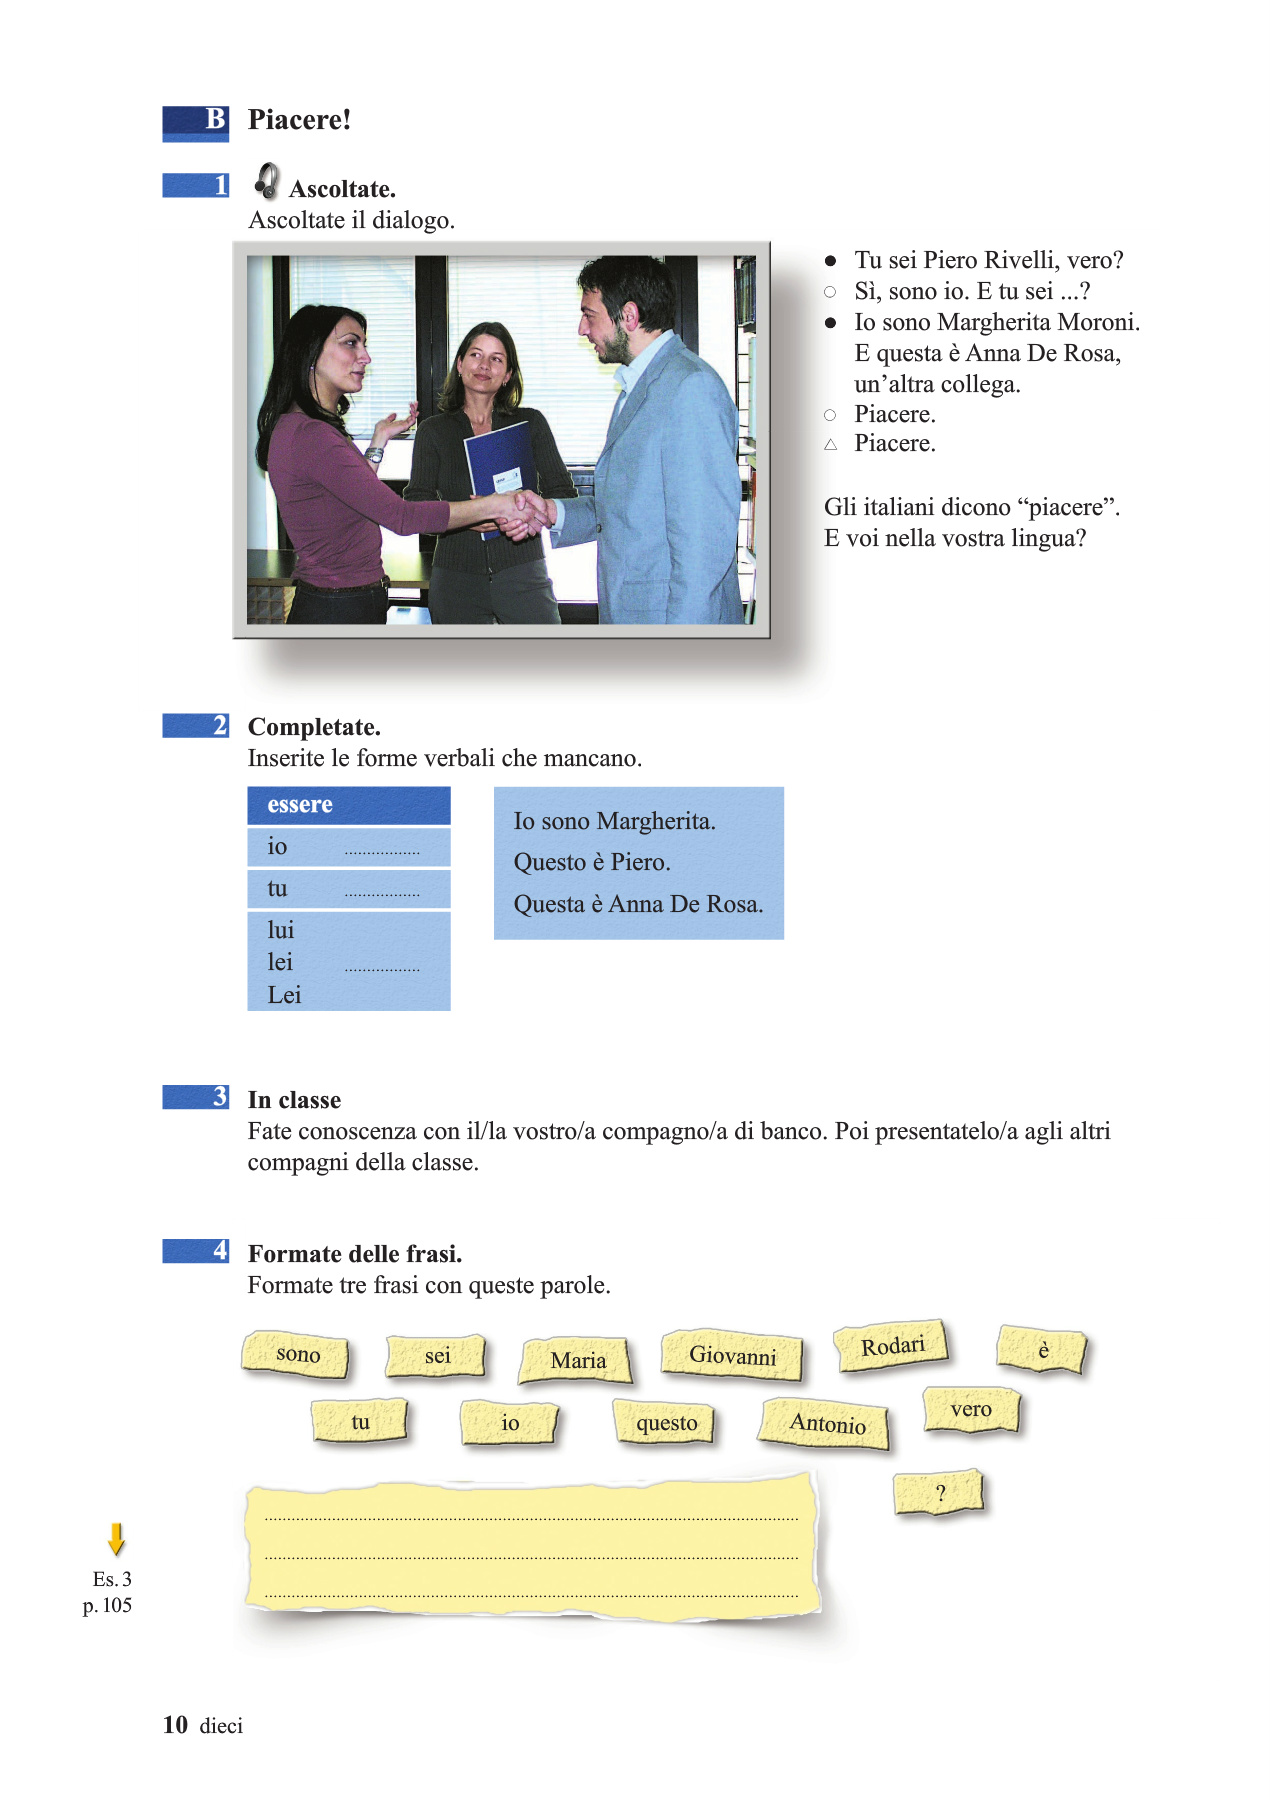 B Piacere!
1 Ascoltate.
Ascoltate il dialogo.
● Tu sei Piero Rivelli, vero?
○ Sì, sono io. E tu sei ...?
● Io sono Margherita Moroni.
E questa è Anna De Rosa,
un’altra collega.
○ Piacere.
△ Piacere.
Gli italiani dicono “piacere”.
E voi nella vostra lingua?
2 Completate.
Inserite le forme verbali che mancano.
essere
io ................
tu ................
lui
lei ................
Lei
Io sono Margherita.
Questo è Piero.
Questa è Anna De Rosa.
3 In classe
Fate conoscenza con il/la vostro/a compagno/a di banco. Poi presentatelo/a agli altri
compagni della classe.
4 Formate delle frasi.
Formate tre frasi con queste parole.
sono sei Maria Giovanni Rodari è
tu io questo Antonio vero
?
Es. 3
p. 105
10 dieci